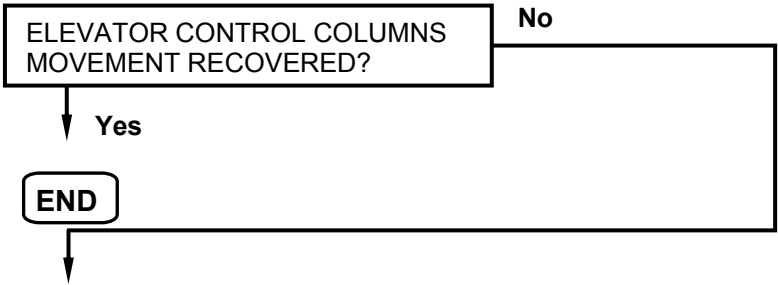 No
ELEVATOR CONTROL COLUMNS
MOVEMENT RECOVERED?
Yes
END